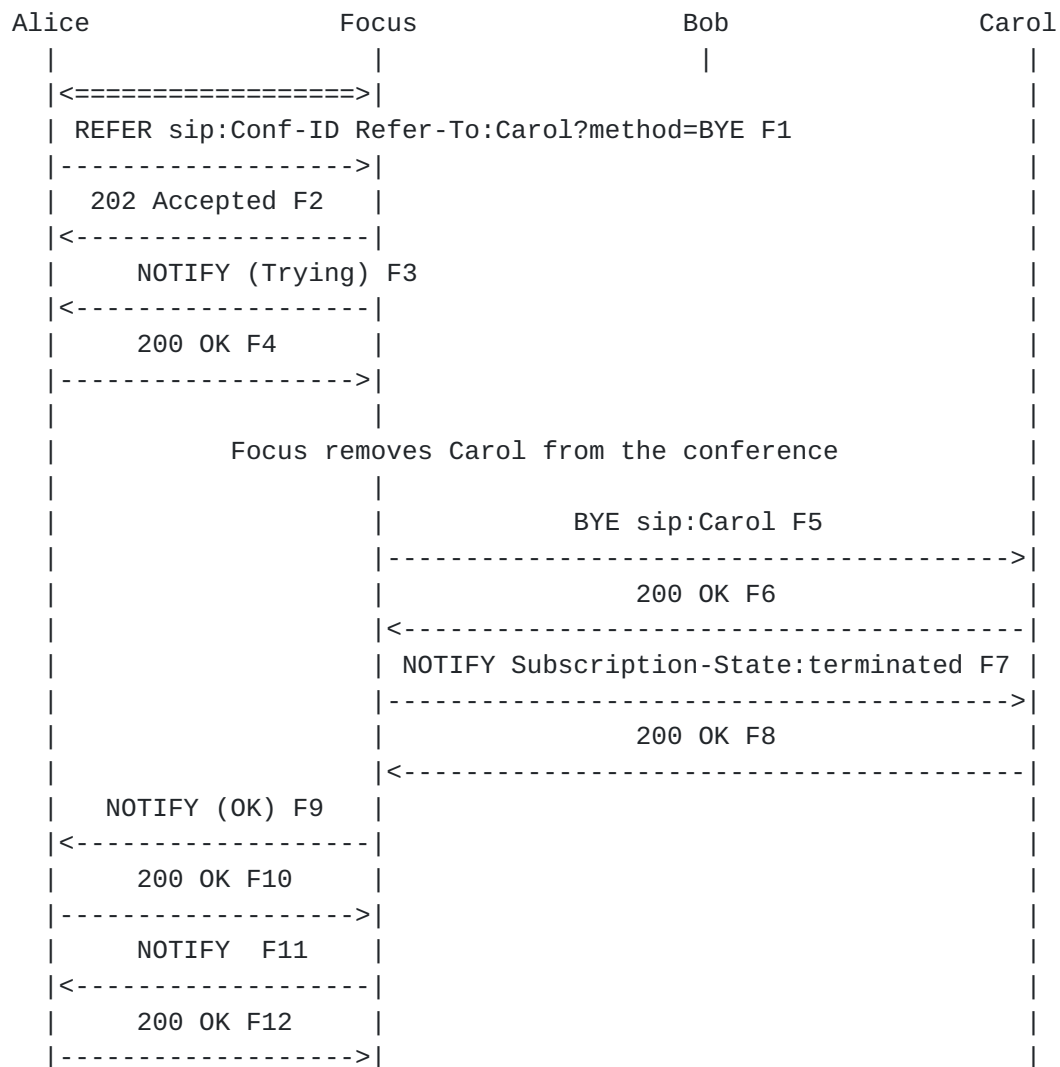 Alice Focus Bob Carol
| | | |
|<==================>| |
| REFER sip:Conf-ID Refer-To:Carol?method=BYE F1 |
|------------------->| |
| 202 Accepted F2 | |
|<-------------------| |
| NOTIFY (Trying) F3 |
|<-------------------| |
| 200 OK F4 | |
|------------------->| |
| | |
| Focus removes Carol from the conference |
| | |
| | BYE sip:Carol F5 |
| |---------------------------------------->|
| | 200 OK F6 |
| |<----------------------------------------|
| | NOTIFY Subscription-State:terminated F7 |
| |---------------------------------------->|
| | 200 OK F8 |
| |<----------------------------------------|
| NOTIFY (OK) F9 | |
|<-------------------| |
| 200 OK F10 | |
|------------------->| |
| NOTIFY F11 |
|<-------------------| |
| 200 OK F12 | |
|------------------->| |